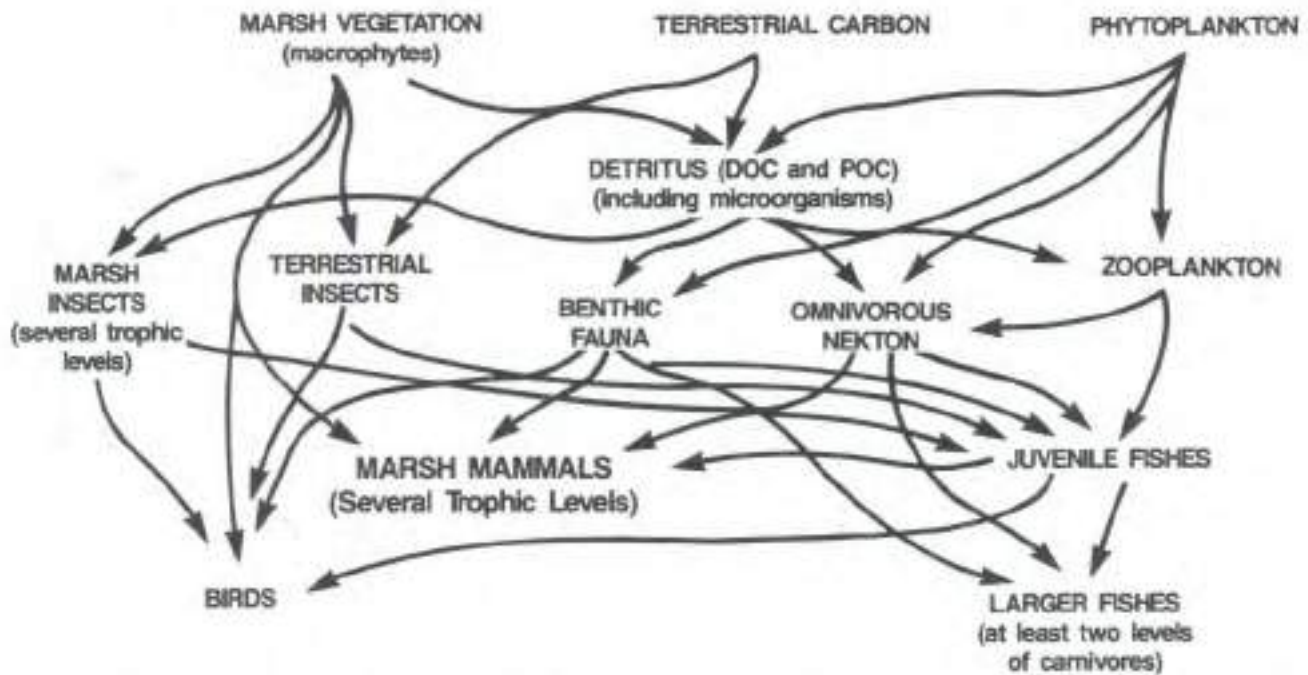 MARSH VEGETATION
(macrophytes)
TERRESTRIAL CARBON
PHYTOPLANKTON
DETRITUS (DOC and POC)
(including microorganisms)
MARSH
INSECTS
(several trophic
levels)
TERRESTRIAL
INSECTS
BENTHIC
FAUNA
OMNIVOROUS
NEKTON
ZOOPLANKTON
MARSH MAMMALS
(Several Trophic Levels)
JUVENILE FISHES
BIRDS
LARGER FISHES
(at least two levels
of carnivores)